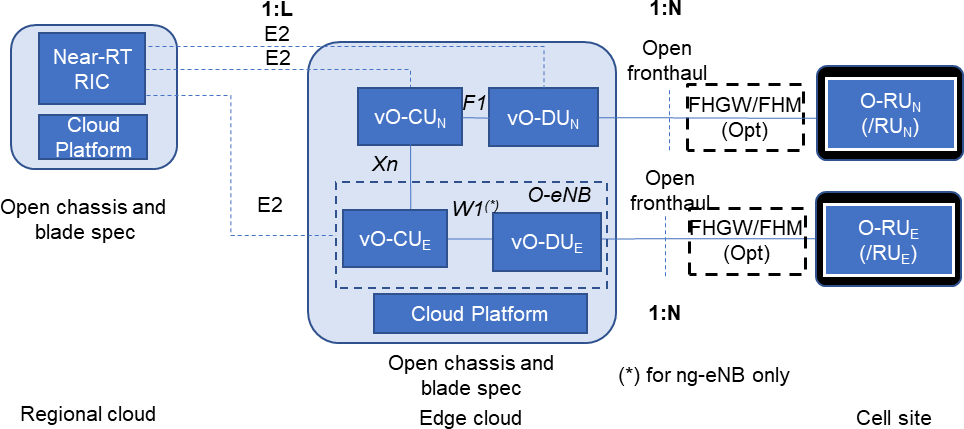 1:L
1:N
E2
E2
Near-RT
RIC
Cloud
Platform
Open chassis and
blade spec
E2
vO-CUN
F1
vO-DUN
Xn
O-eNB
W1(*)
vO-CUE
vO-DUE
Cloud Platform
Open chassis and
blade spec
Open
fronthaul
FHGW/FHM
(Opt)
O-RUN
(/RUN)
Open
fronthaul
FHGW/FHM
(Opt)
O-RUE
(/RUE)
1:N
(*) for ng-eNB only
Regional cloud
Edge cloud
Cell site